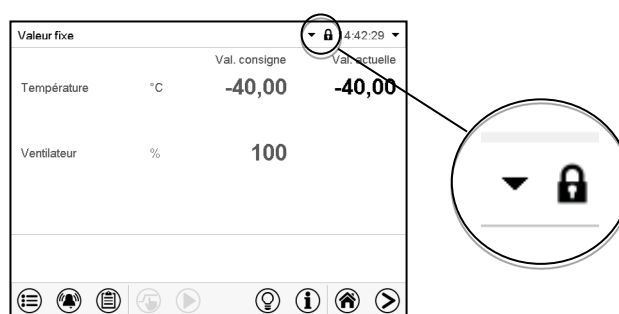 Valeur fixe 4:42:29
Val. consigne Val. actuelle
Température °C -40,00 -40,00
Ventilateur % 100